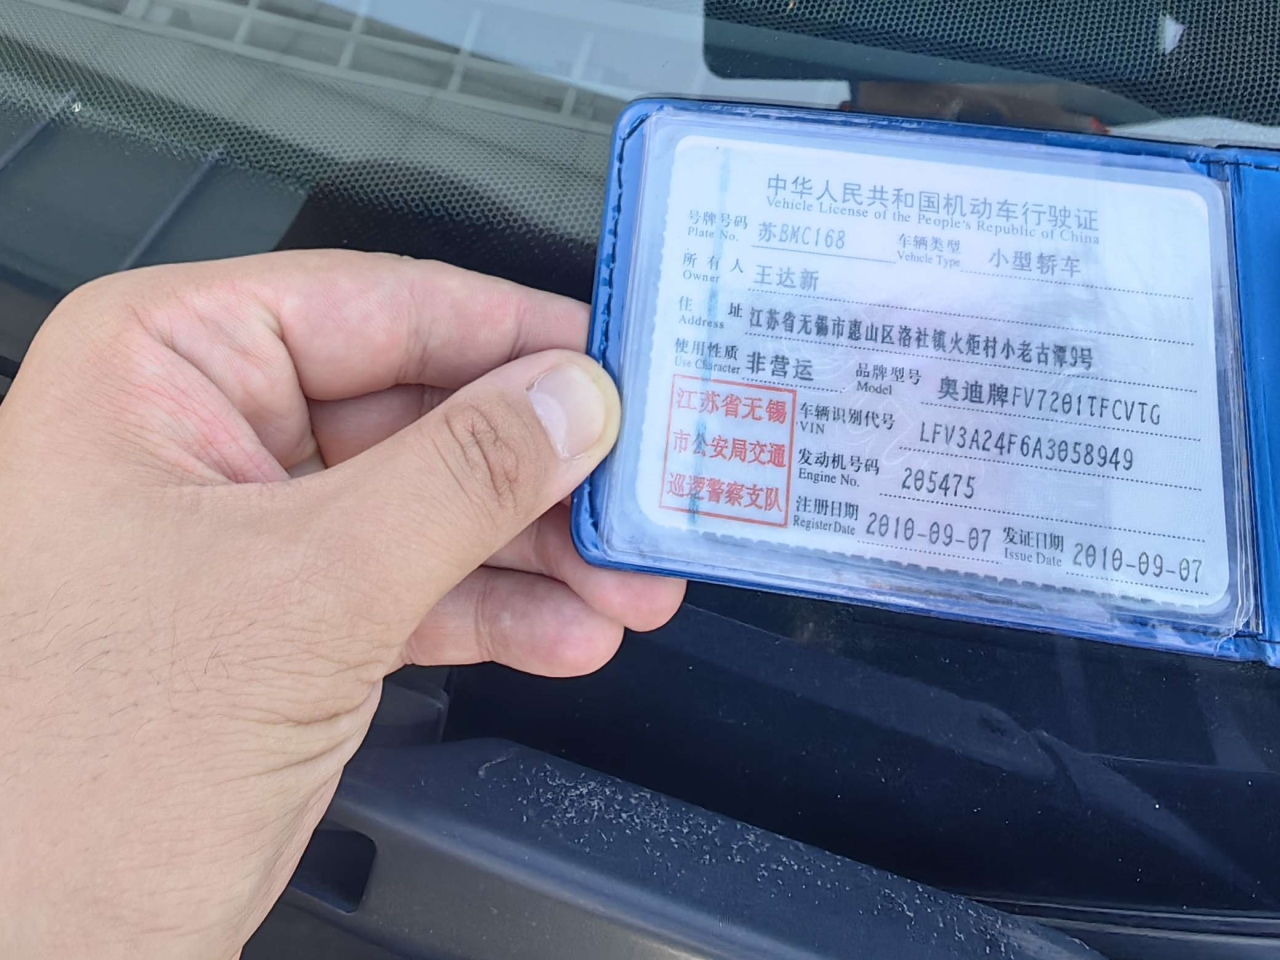 中华人民共和国机动车行驶证
Vehicle License of the People's Republic of China
号牌号码 苏BMC168 车辆类型 小型轿车
Plate No. Vehicle Type
所有人 王达新
Owner
住址 江苏省无锡市惠山区洛社镇火炬村小老古潭9号
Address
使用性质 非营运 品牌型号 奥迪牌FV7201TFCVTG
Use Character Model
车辆识别代号 LFV3A24F6A3058949
VIN
发动机号码 205475
Engine No.
注册日期 2010-09-07 发证日期 2010-09-07
Register Date Issue Date
江苏省无锡
市公安局交通
巡逻警察支队